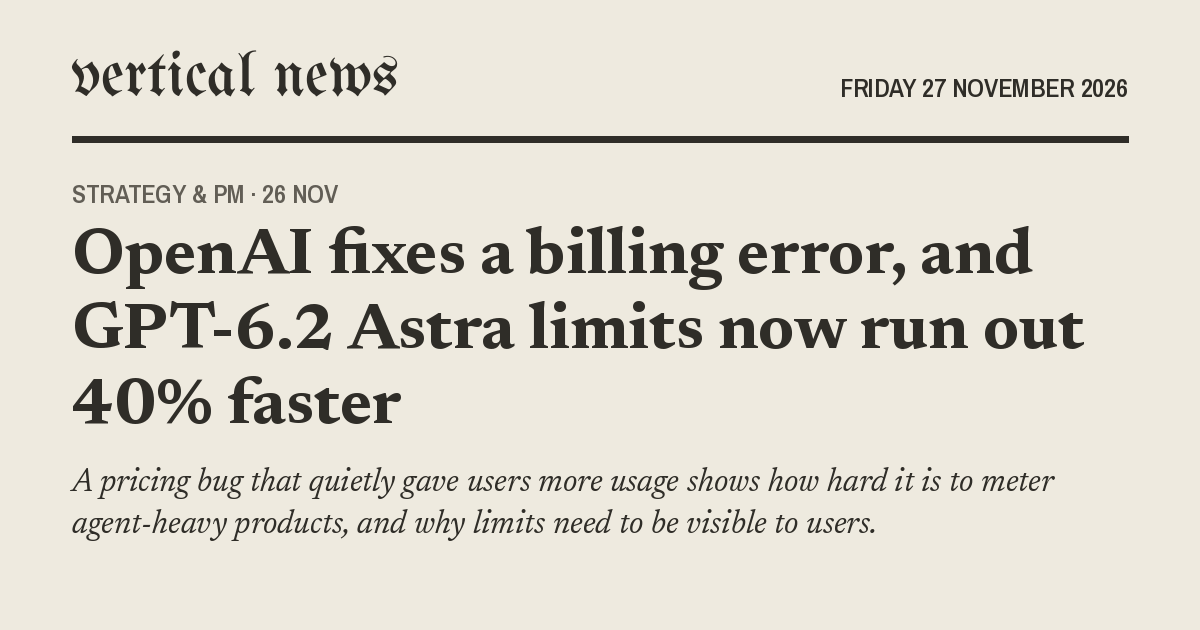 vertical news
FRIDAY 27 NOVEMBER 2026
STRATEGY & PM · 26 NOV
OpenAI fixes a billing error, and
GPT-6.2 Astra limits now run out
40% faster
A pricing bug that quietly gave users more usage shows how hard it is to meter
agent-heavy products, and why limits need to be visible to users.